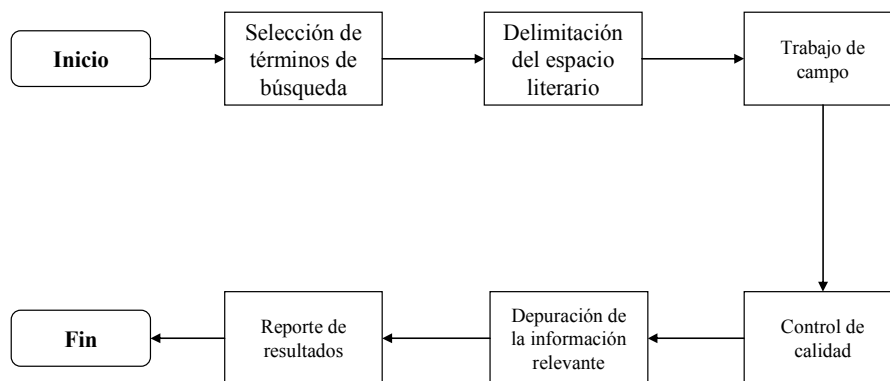 Inicio
Selección de
términos de
búsqueda
Delimitación
del espacio
literario
Trabajo de
campo
Fin
Reporte de
resultados
Depuración de
la información
relevante
Control de
calidad